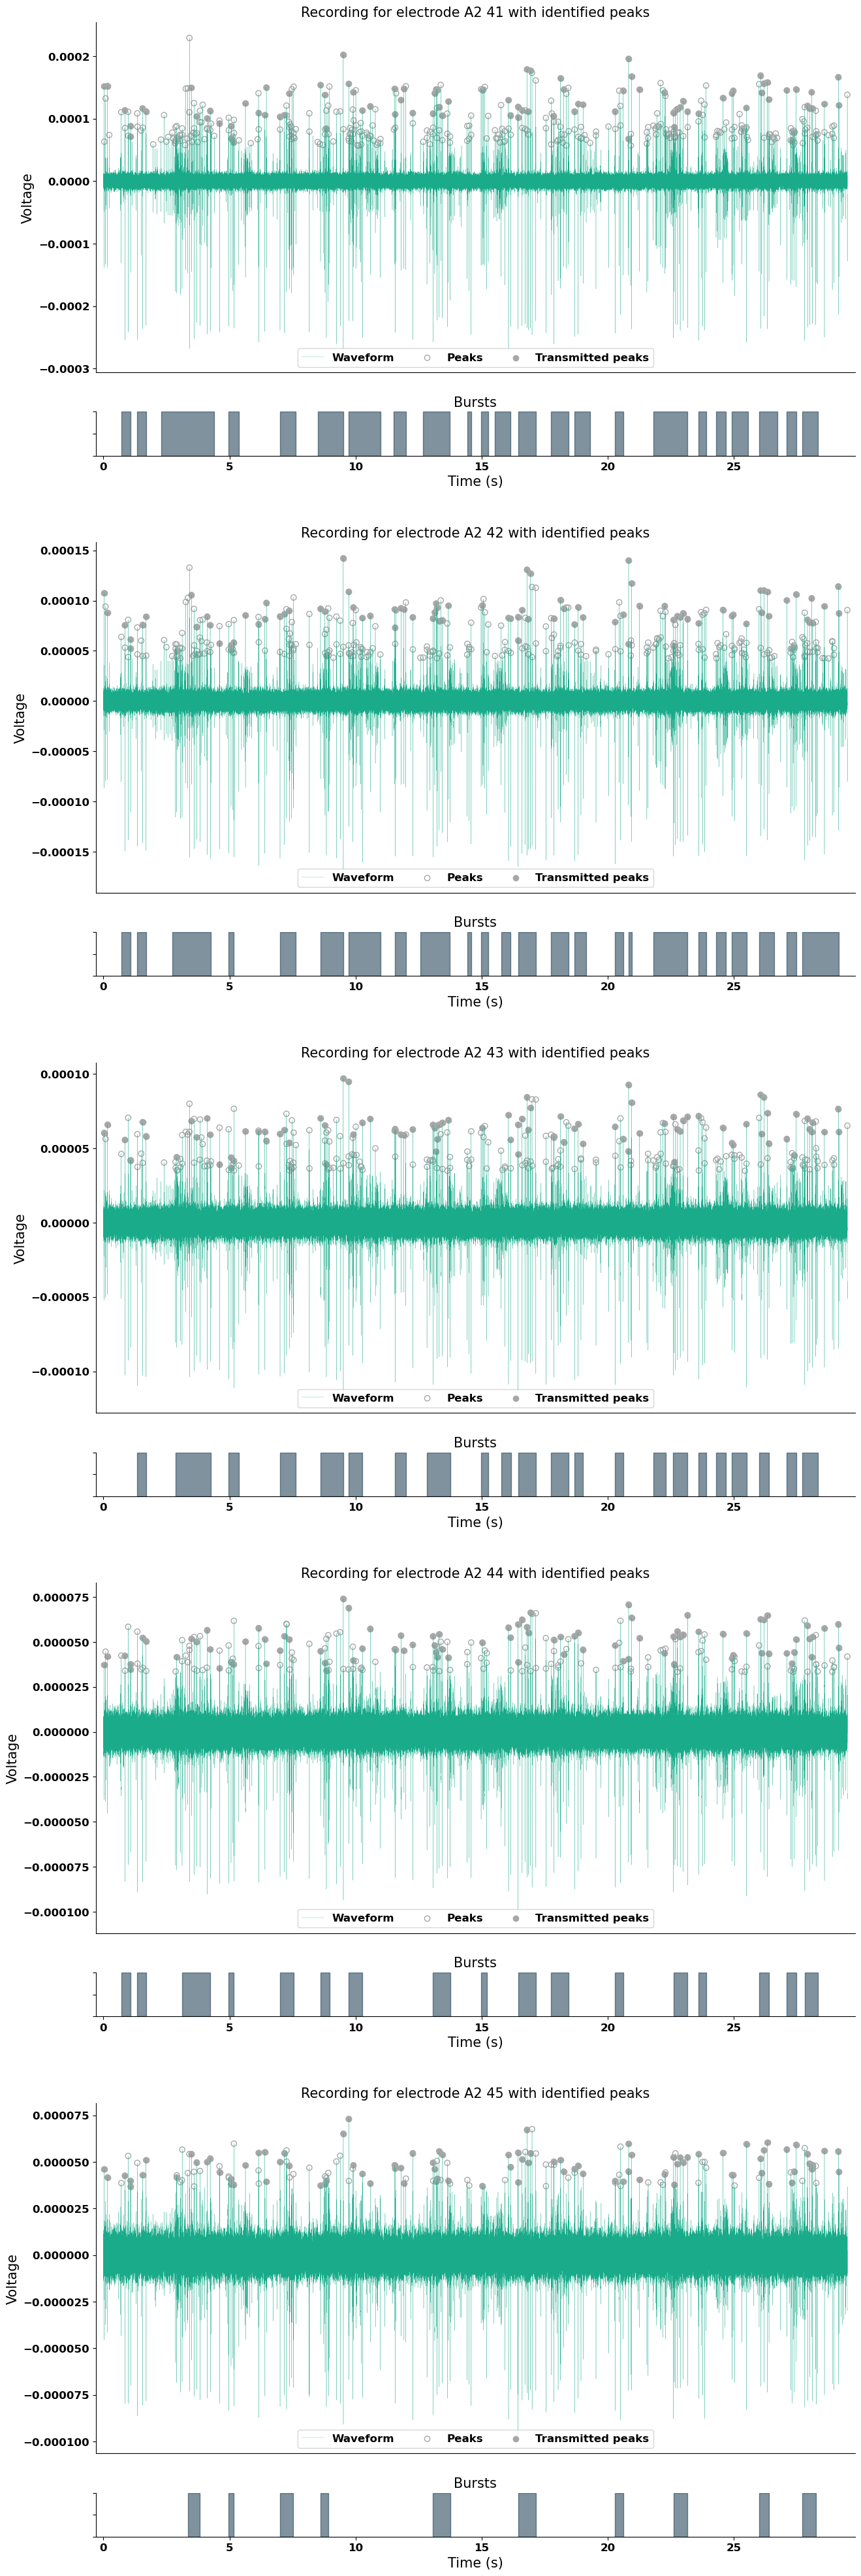 Recording for electrode A2 41 with identified peaks
0.0002
0.0001
0.0000
−0.0001
−0.0002
−0.0003
Voltage
Waveform Peaks Transmitted peaks
Bursts
0 5 10 15 20 25
Time (s)
Recording for electrode A2 42 with identified peaks
0.00015
0.00010
0.00005
0.00000
−0.00005
−0.00010
−0.00015
Voltage
Waveform Peaks Transmitted peaks
Bursts
0 5 10 15 20 25
Time (s)
Recording for electrode A2 43 with identified peaks
0.00010
0.00005
0.00000
−0.00005
−0.00010
Voltage
Waveform Peaks Transmitted peaks
Bursts
0 5 10 15 20 25
Time (s)
Recording for electrode A2 44 with identified peaks
0.000075
0.000050
0.000025
0.000000
−0.000025
−0.000050
−0.000075
−0.000100
Voltage
Waveform Peaks Transmitted peaks
Bursts
0 5 10 15 20 25
Time (s)
Recording for electrode A2 45 with identified peaks
0.000075
0.000050
0.000025
0.000000
−0.000025
−0.000050
−0.000075
−0.000100
Voltage
Waveform Peaks Transmitted peaks
Bursts
0 5 10 15 20 25
Time (s)